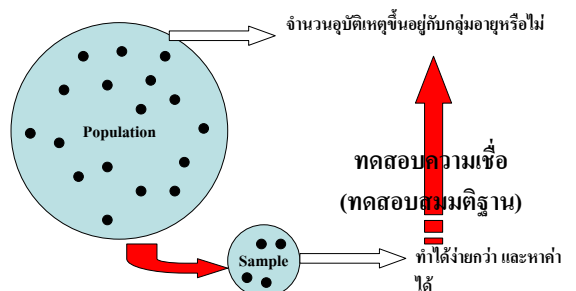 จำนวนอุบัติเหตุขึ้นอยู่กับกลุ่มอายุหรือไม่
Population
ทดสอบความเชื่อ
(ทดสอบสมมติฐาน)
Sample
ทำได้ง่ายกว่า และหาค่า
ได้